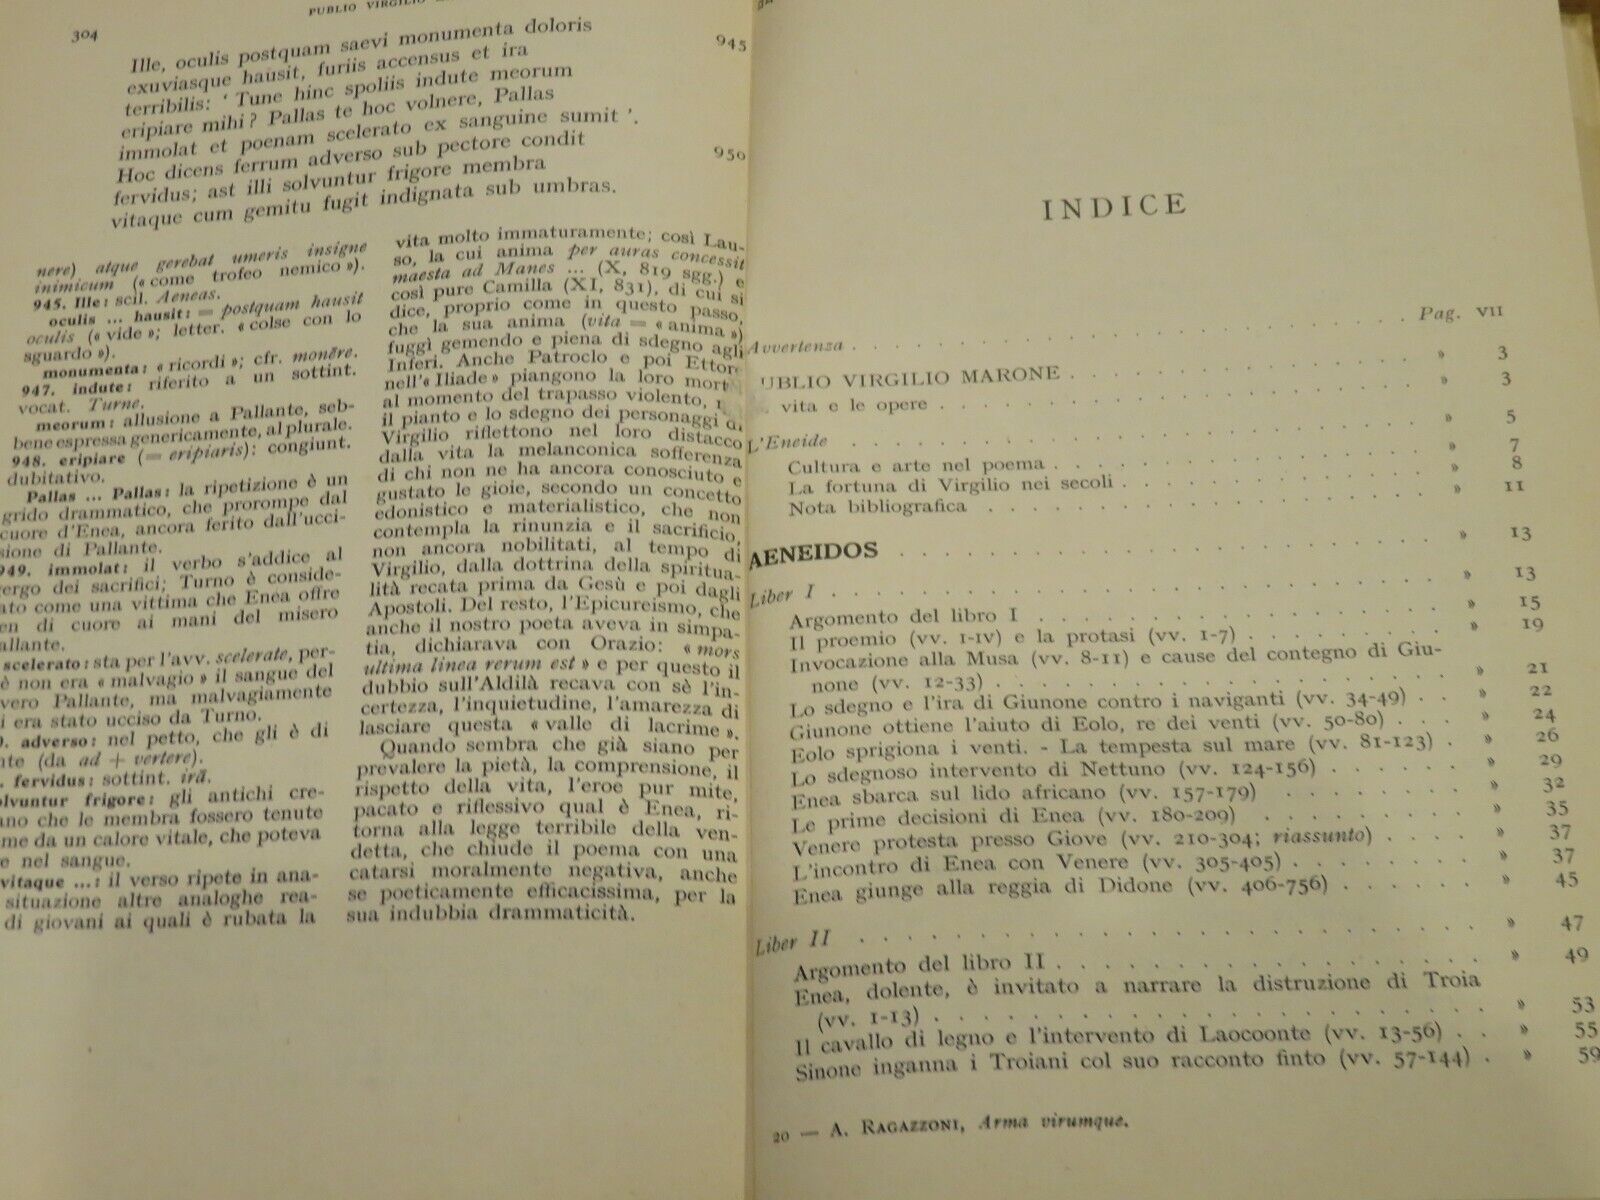 304
PUBLIO VIRGILIO
Ille, oculis postquam saevi monumenta doloris
945
exuviasque hausit, furiis accensus et ira
terribilis: ‘ Tune hinc spoliis indute meorum
eripiare mihi? Pallas te hoc volnere, Pallas
immolat et poenam scelerato ex sanguine sumit ’.
Hoc dicens ferrum adverso sub pectore condit
950
fervidus; ast illi solvuntur frigore membra
vitaque cum gemitu fugit indignata sub umbras.
nere) atque gerebat umeris insigne
inimicum (« come trofeo nemico »).
945. Ille: scil. Aeneas.
oculis ... hausit: = postquam hausit
oculis (« vide »; letter. « colse con lo
sguardo »).
monumenta: « ricordi »; cfr. monēre.
947. indute: riferito a un sottint.
vocat. Turne.
meorum: allusione a Pallante, seb-
bene espressa genericamente, al plurale.
948. eripiare (= eripiaris): congiunt.
dubitativo.
Pallas ... Pallas: la ripetizione è un
grido drammatico, che prorompe dal
cuore d'Enea, ancora ferito dall'ucci-
sione di Pallante.
949. immolat: il verbo s'addice al
ergo dei sacrifici; Turno è conside-
ato come una vittima che Enea offre
en di cuore ai mani del misero
allante.
scelerato: sta per l'avv. scelerate, per-
è non era « malvagio » il sangue del
vero Pallante, ma malvagiamente
i era stato ucciso da Turno.
adverso: nel petto, che gli è di
nte (da ad + vertere).
fervidus: sottint. irā.
olvuntur frigore: gli antichi cre-
ano che le membra fossero tenute
me da un calore vitale, che poteva
e nel sangue.
vitaque ...: il verso ripete in ana-
situazione altre analoghe rea-
di giovani ai quali è rubata la
vita molto immaturamente; così Lau-
so, la cui anima per auras concessit
maesta ad Manes ... (X, 819 sgg.) e
così pure Camilla (XI, 831), di cui si
dice, proprio come in questo passo,
che la sua anima (vita = « anima »)
fuggì gemendo e piena di sdegno agli
Inferi. Anche Patroclo e poi Ettor
nell'« Iliade » piangono la loro mort
al momento del trapasso violento,
il pianto e lo sdegno dei personaggi d
Virgilio riflettono nel loro distacco
dalla vita la melanconica sofferenza
di chi non ne ha ancora conosciuto e
gustato le gioie, secondo un concetto
edonistico e materialistico, che non
contempla la rinunzia e il sacrificio,
non ancora nobilitati, al tempo di
Virgilio, dalla dottrina della spiritua-
lità recata prima da Gesù e poi dagli
Apostoli. Del resto, l'Epicureismo, che
anche il nostro poeta aveva in simpa-
tia, dichiarava con Orazio: « mors
ultima linea rerum est » e per questo il
dubbio sull'Aldilà recava con sè l'in-
certezza, l'inquietudine, l'amarezza di
lasciare questa « valle di lacrime ».
Quando sembra che già siano per
prevalere la pietà, la comprensione, il
rispetto della vita, l'eroe pur mite,
pacato e riflessivo qual è Enea, ri-
torna alla legge terribile della ven-
detta, che chiude il poema con una
catarsi moralmente negativa, anche
se poeticamente efficacissima, per la
sua indubbia drammaticità.
INDICE
Avvertenza . . . Pag. VII
UBLIO VIRGILIO MARONE . . . » 3
vita e le opere . . . » 3
L'Eneide . . . » 5
Cultura e arte nel poema . . . » 7
La fortuna di Virgilio nei secoli . . . » 8
Nota bibliografica . . . » 11
AENEIDOS . . . » 13
Liber I . . . » 13
Argomento del libro I . . . » 15
Il proemio (vv. I-IV) e la protasi (vv. 1-7) . . . » 19
Invocazione alla Musa (vv. 8-11) e cause del contegno di Giu-
none (vv. 12-33) . . . » 21
Lo sdegno e l'ira di Giunone contro i naviganti (vv. 34-49) . . » 22
Giunone ottiene l'aiuto di Eolo, re dei venti (vv. 50-80) . . . » 24
Eolo sprigiona i venti. - La tempesta sul mare (vv. 81-123) . » 26
Lo sdegnoso intervento di Nettuno (vv. 124-156) . . . » 29
Enea sbarca sul lido africano (vv. 157-179) . . . » 32
Le prime decisioni di Enea (vv. 180-209) . . . » 35
Venere protesta presso Giove (vv. 210-304; riassunto) . . . » 37
L'incontro di Enea con Venere (vv. 305-405) . . . » 37
Enea giunge alla reggia di Didone (vv. 406-756) . . . » 45
Liber II . . . » 47
Argomento del libro II . . . » 49
Enea, dolente, è invitato a narrare la distruzione di Troia
(vv. 1-13) . . . » 53
Il cavallo di legno e l'intervento di Laocoonte (vv. 13-56) . . » 55
Sinone inganna i Troiani col suo racconto finto (vv. 57-144) . » 59
20 — A. RAGAZZONI, Arma virumque.